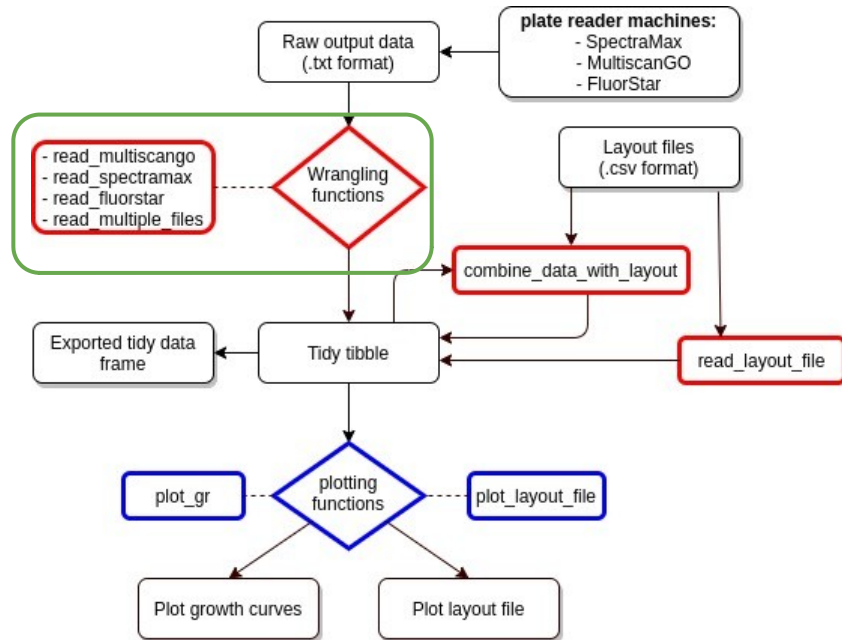 plate reader machines:
- SpectraMax
- MultiscanGO
- FluorStar
Raw output data
(.txt format)
- read_multiscango
- read_spectramax
- read_fluorstar
- read_multiple_files
Wrangling
functions
Layout files
(.csv format)
combine_data_with_layout
Exported tidy data
frame
Tidy tibble
read_layout_file
plot_gr
plotting
functions
plot_layout_file
Plot growth curves
Plot layout file